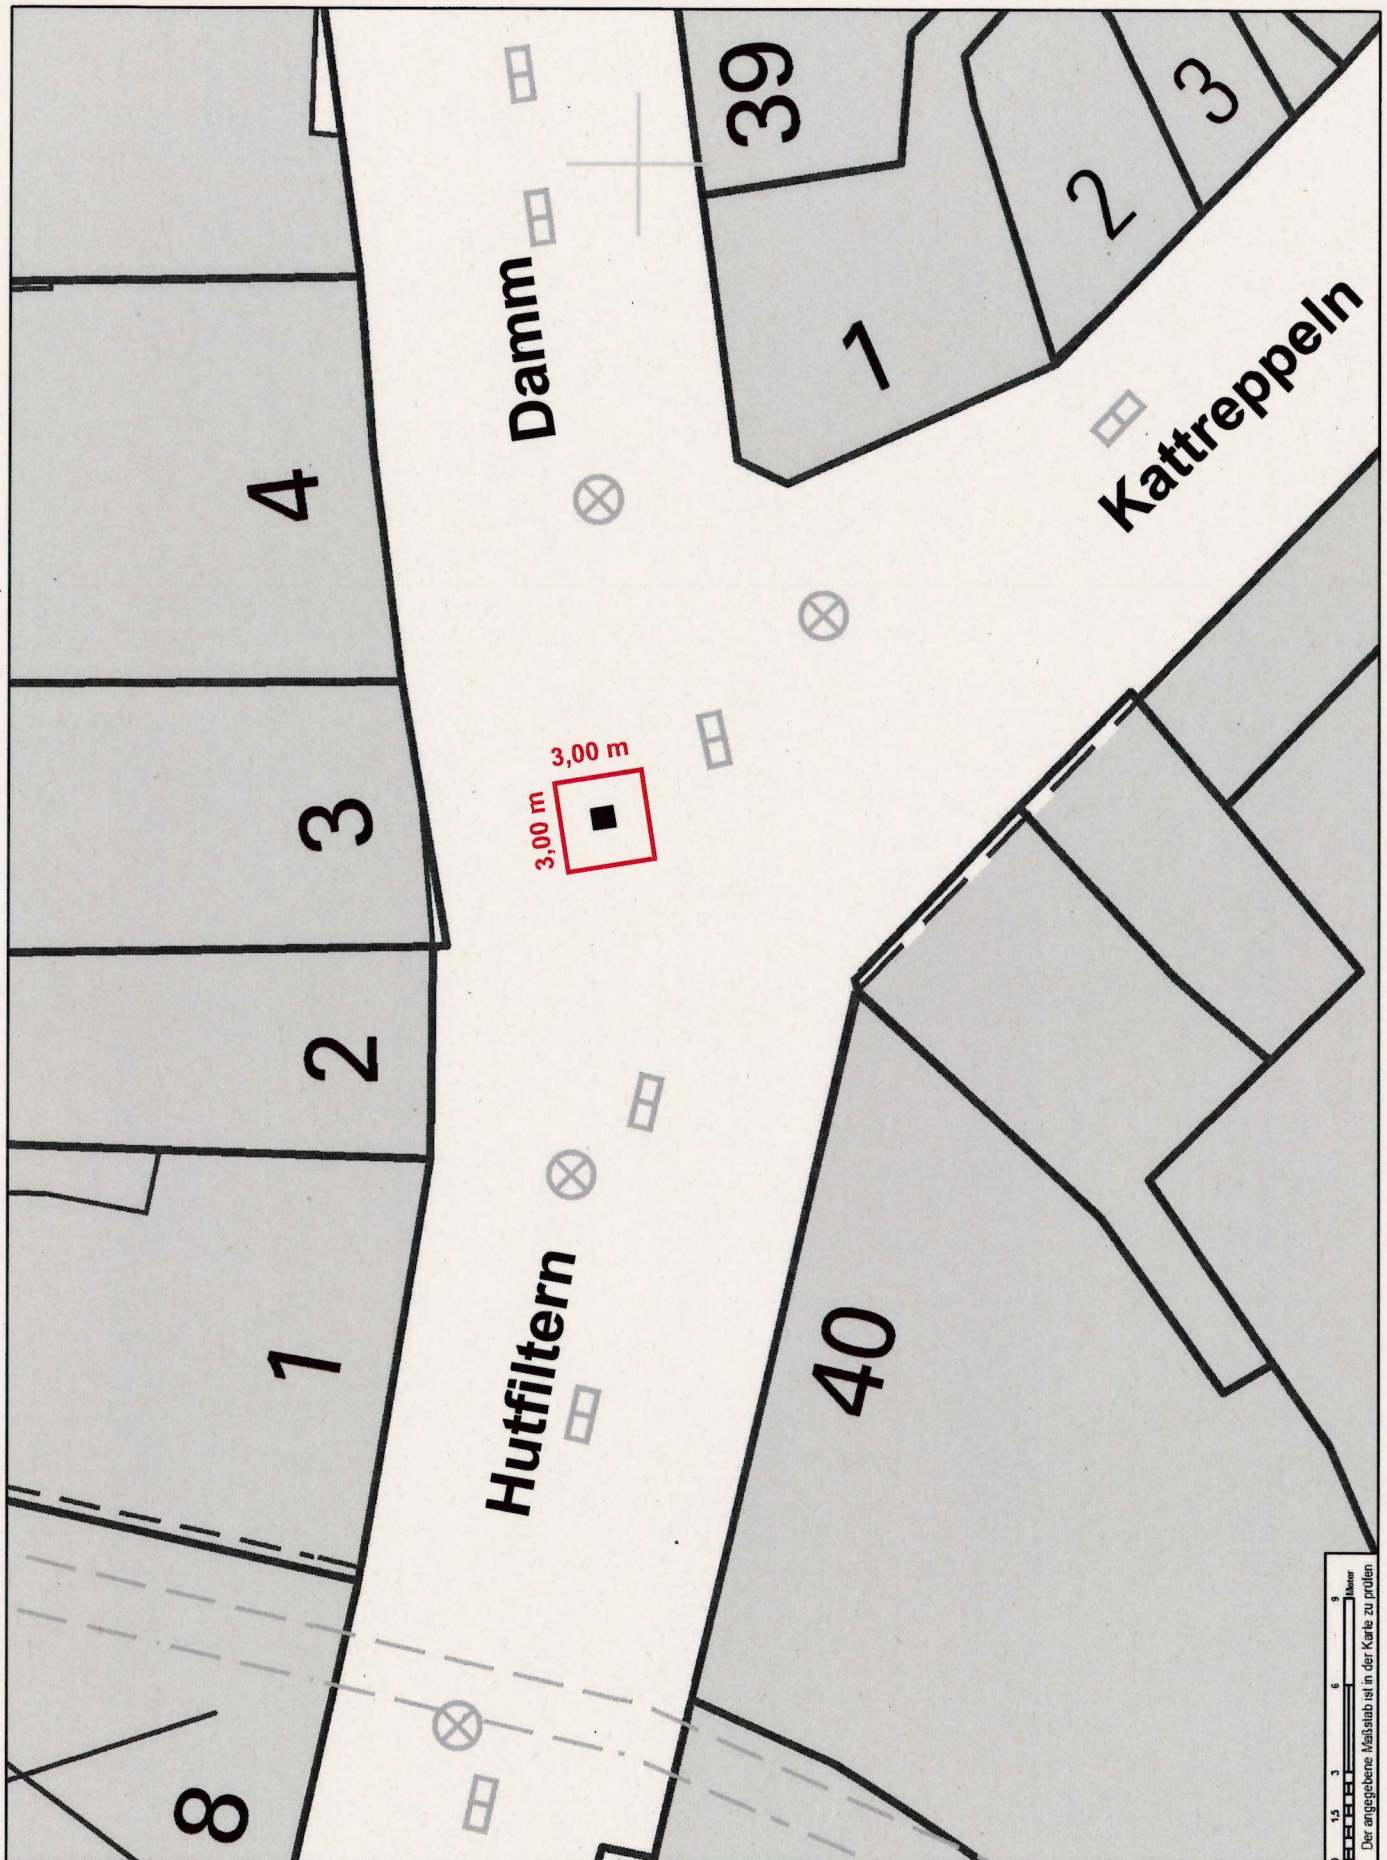 39
3
2
1
Damm
Kattreppeln
4
3
3,00 m
3,00 m
2
1
Hutfiltern
40
8
0 1,5 3 6 9
Meter
Der angegebene Maßstab ist in der Karte zu prüfen